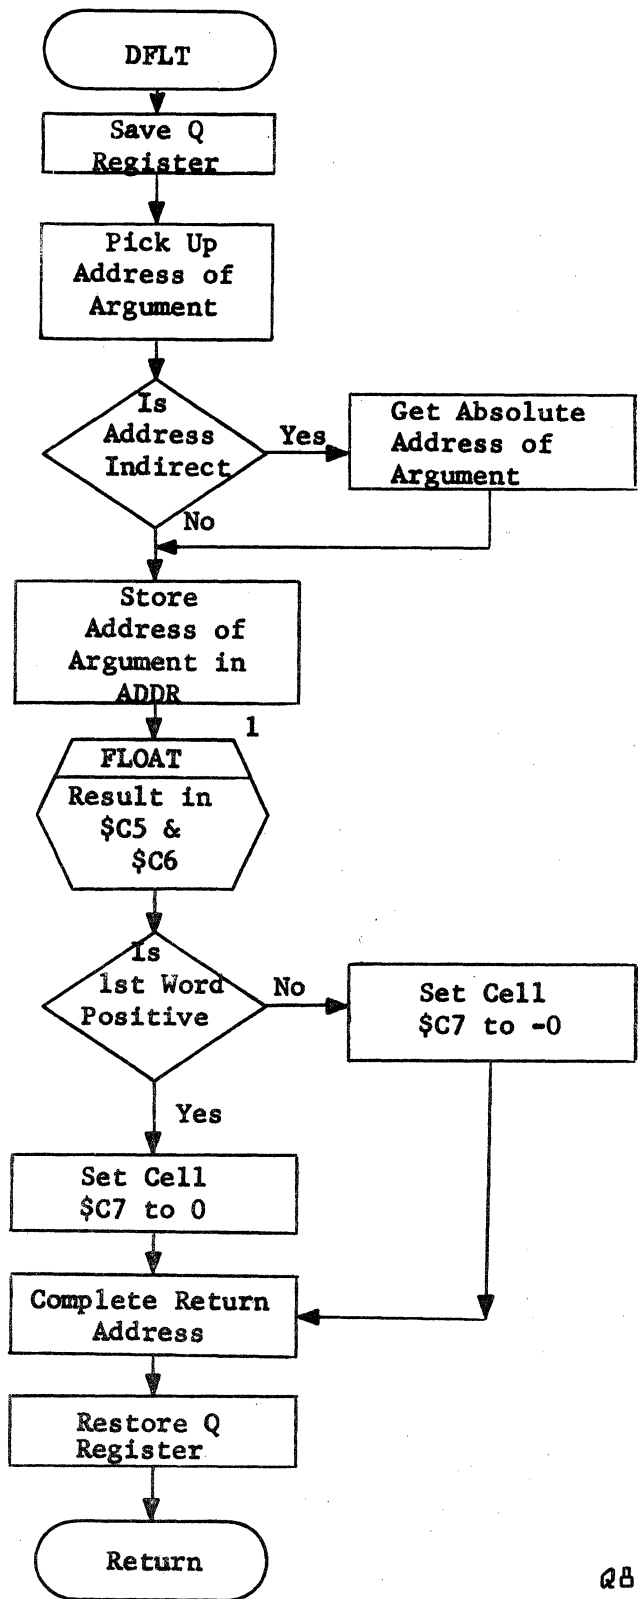 DFLT
Save Q
Register
Pick Up
Address of
Argument
Is
Address
Indirect
Yes
Get Absolute
Address of
Argument
No
Store
Address of
Argument in
ADDR
1
FLOAT
Result in
$C5 &
$C6
Is
1st Word
Positive
No
Set Cell
$C7 to -0
Yes
Set Cell
$C7 to 0
Complete Return
Address
Restore Q
Register
Return
Q8